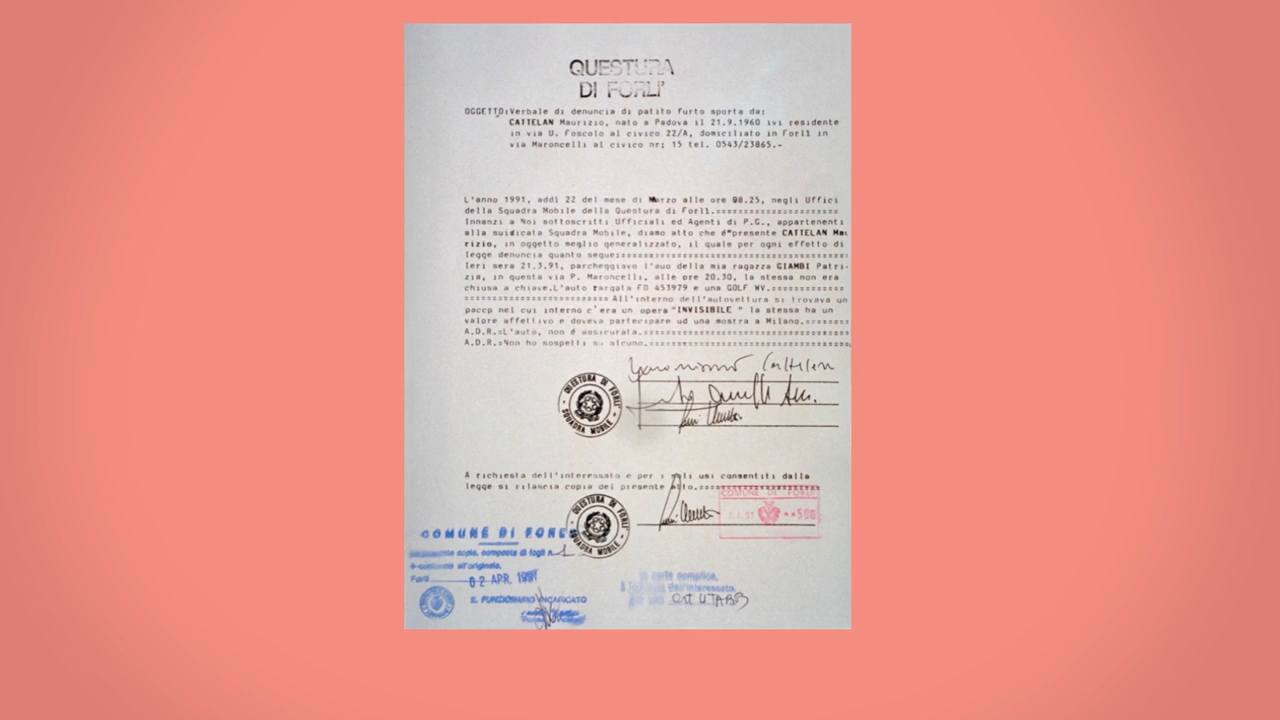 QUESTURA
DI FORLI'
OGGETTO:Verbale di denuncia di patito furto sporta da:
CATTELAN Maurizio, nato a Padova il 21.9.1960 ivi residente
in via U. Foscolo al civico 22/A, domiciliato in Forlì in
via Maroncelli al civico nr; 15 tel. 0543/23865.-
L'anno 1991, addì 22 del mese di Marzo alle ore 08.25, negli Uffici
della Squadra Mobile della Questura di Forlì.====================
Innanzi a Noi sottoscritti Ufficiali ed Agenti di P.G., appartenenti
alla suidicata Squadra Mobile, diamo atto che é presente CATTELAN Mau
rizio, in oggetto meglio generalizzato, il quale per ogni effetto di
legge denuncia quanto segue:=====================================
Ieri sera 21.3.91, parcheggiavo l'auo della mia ragazza GIAMBI Patri-
zia, in questa via P. Maroncelli, alle ore 20.30, la stessa non era
chiusa a chiave.L'auto targata FO 453979 e una GOLF WV.============
======================== All'interno dell'autovettura si trovava un
pacco nel cui interno c'era un opera "INVISIBILE " la stessa ha un
valore affettivo e doveva partecipare ud una mostra a Milano.=======
A.D.R.=L'auto, non é assicurata.================================
A.D.R.=Non ho sospetti su alcuno.===============================
Cattelan
QUESTURA DI FORLI'
SQUADRA MOBILE
A richiesta dell'interessato e per i soli usi consentiti dalla
legge si rilascia copia del presente atto.===================
QUESTURA DI FORLI'
SQUADRA MOBILE
COMUNE DI FORLI
**500
COMUNE DI FORLI
copia, composta di fogli n. 1
è conforme all'originale.
Forlì 02 APR. 1991
IL FUNZIONARIO INCARICATO
In carta semplice,
a richiesta dell'interessato,
per uso